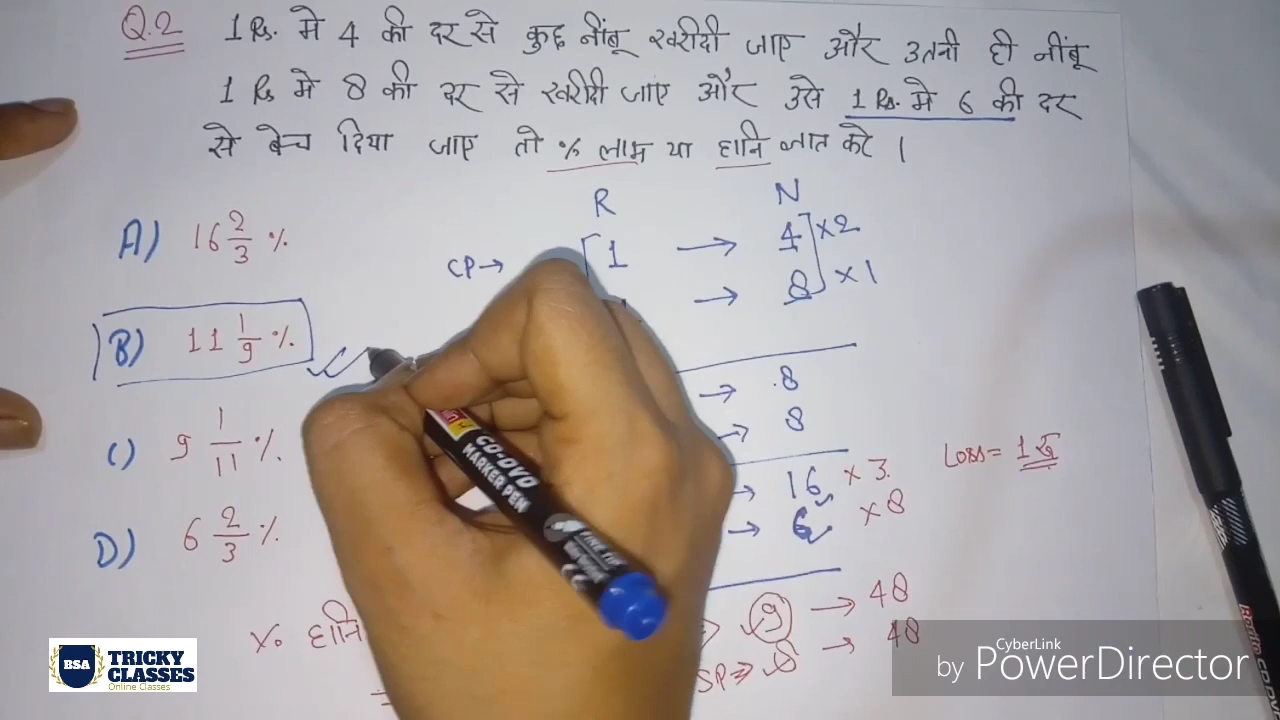 Q.2 1 Rs. मे 4 की दर से कुछ नींबू खरीदी जाए और उतनी ही नींबू
1 Rs मे 8 की दर से खरीदी जाए और उसे 1 Rs. मे 6 की दर
से बेच दिया जाए तो % लाभ या हानि ज्ञात करे ।
R N
A) 16 2/3 %
CP→ 1 → 4 ×2
→ 8 ×1
B) 11 1/9 %
→ 8
→ 8
C) 9 1/11 %
Loss = 1 रु
→ 16 × 3
→ 6 × 8
D) 6 2/3 %
% हानि
9 → 48
SP⇒ 8 → 48
BSA TRICKY CLASSES
Online Classes
CyberLink
by PowerDirector
CD-DVD
MARKER PEN
FINE TIP